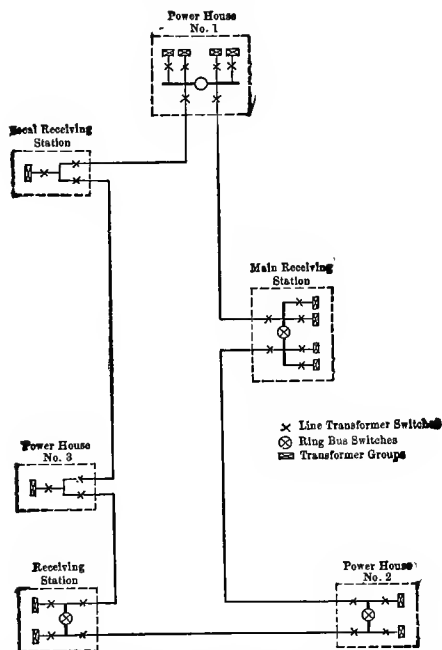 Power House
No. 1
Local Receiving
Station
Main Receiving
Station
Line Transformer Switches
Ring Bus Switches
Transformer Groups
Power House
No. 3
Receiving
Station
Power House
No. 2